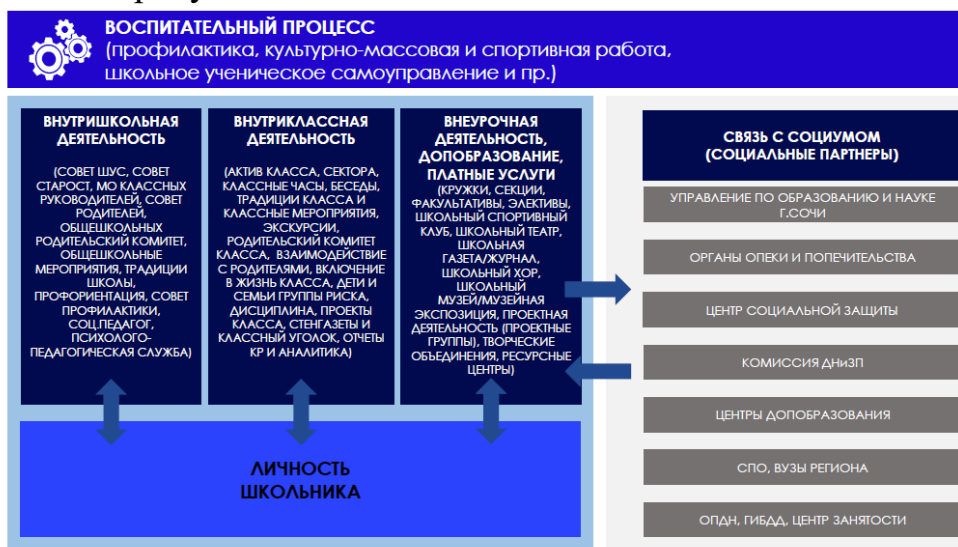 ВОСПИТАТЕЛЬНЫЙ ПРОЦЕСС
(профилактика, культурно-массовая и спортивная работа,
школьное ученическое самоуправление и пр.)
ВНУТРИШКОЛЬНАЯ
ДЕЯТЕЛЬНОСТЬ
(СОВЕТ ШУС, СОВЕТ
СТАРОСТ, МО КЛАССНЫХ
РУКОВОДИТЕЛЕЙ, СОВЕТ
РОДИТЕЛЕЙ,
ОБЩЕШКОЛЬНЫХ
РОДИТЕЛЬСКИЙ КОМИТЕТ,
ОБЩЕШКОЛЬНЫЕ
МЕРОПРИЯТИЯ, ТРАДИЦИИ
ШКОЛЫ,
ПРОФОРИЕНТАЦИЯ, СОВЕТ
ПРОФИЛАКТИКИ,
СОЦ.ПЕДАГОГ,
ПСИХОЛОГО-
ПЕДАГОГИЧЕСКАЯ СЛУЖБА)
ВНУТРИКЛАССНАЯ
ДЕЯТЕЛЬНОСТЬ
(АКТИВ КЛАССА, СЕКТОРА,
КЛАССНЫЕ ЧАСЫ, БЕСЕДЫ,
ТРАДИЦИИ КЛАССА И
КЛАССНЫЕ МЕРОПРИЯТИЯ,
ЭКСКУРСИИ,
РОДИТЕЛЬСКИЙ КОМИТЕТ
КЛАССА, ВЗАИМОДЕЙСТВИЕ
С РОДИТЕЛЯМИ, ВКЛЮЧЕНИЕ
В ЖИЗНЬ КЛАССА, ДЕТИ И
СЕМЬИ ГРУППЫ РИСКА,
ДИСЦИПЛИНА, ПРОЕКТЫ
КЛАССА, СТЕНГАЗЕТЫ И
КЛАССНЫЙ УГОЛОК, ОТЧЕТЫ
КР И АНАЛИТИКА)
ВНЕУРОЧНАЯ
ДЕЯТЕЛЬНОСТЬ,
ДОПОБРАЗОВАНИЕ,
ПЛАТНЫЕ УСЛУГИ
(КРУЖКИ, СЕКЦИИ,
ФАКУЛЬТАТИВЫ, ЭЛЕКТИВЫ,
ШКОЛЬНЫЙ СПОРТИВНЫЙ
КЛУБ, ШКОЛЬНЫЙ ТЕАТР,
ШКОЛЬНАЯ
ГАЗЕТА/ЖУРНАЛ,
ШКОЛЬНЫЙ ХОР,
ШКОЛЬНЫЙ
МУЗЕЙ/МУЗЕЙНАЯ
ЭКСПОЗИЦИЯ, ПРОЕКТНАЯ
ДЕЯТЕЛЬНОСТЬ (ПРОЕКТНЫЕ
ГРУППЫ), ТВОРЧЕСКИЕ
ОБЪЕДИНЕНИЯ, РЕСУРСНЫЕ
ЦЕНТРЫ)
ЛИЧНОСТЬ
ШКОЛЬНИКА
СВЯЗЬ С СОЦИУМОМ
(СОЦИАЛЬНЫЕ ПАРТНЕРЫ)
УПРАВЛЕНИЕ ПО ОБРАЗОВАНИЮ И НАУКЕ
Г.СОЧИ
ОРГАНЫ ОПЕКИ И ПОПЕЧИТЕЛЬСТВА
ЦЕНТР СОЦИАЛЬНОЙ ЗАЩИТЫ
КОМИССИЯ ДНиЗП
ЦЕНТРЫ ДОПОБРАЗОВАНИЯ
СПО, ВУЗЫ РЕГИОНА
ОПДН, ГИБДД, ЦЕНТР ЗАНЯТОСТИ